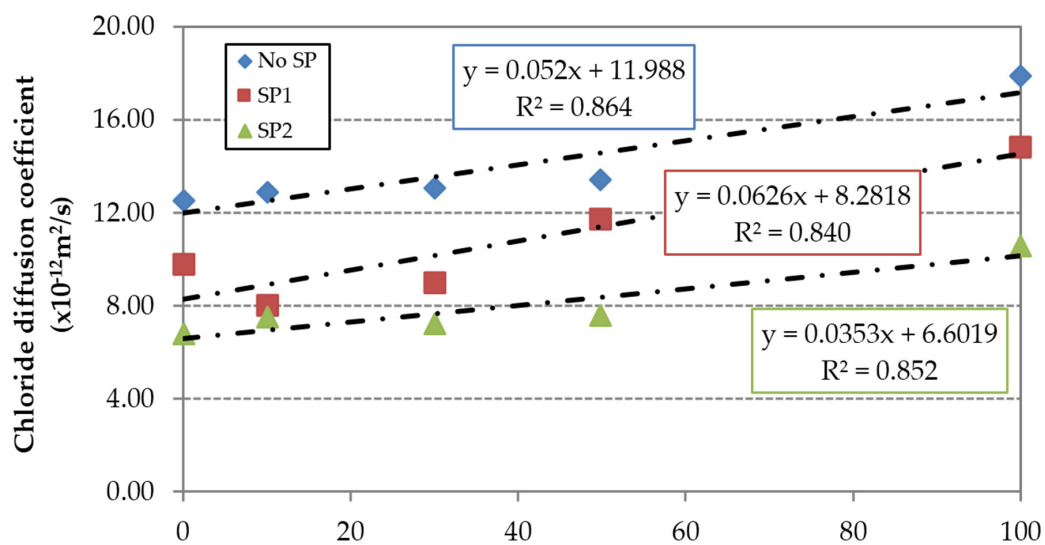 Chloride diffusion coefficient
(x10⁻¹²m²/s)
20.00
16.00
12.00
8.00
4.00
0.00
No SP
SP1
SP2
y = 0.052x + 11.988
R² = 0.864
y = 0.0626x + 8.2818
R² = 0.840
y = 0.0353x + 6.6019
R² = 0.852
0 20 40 60 80 100